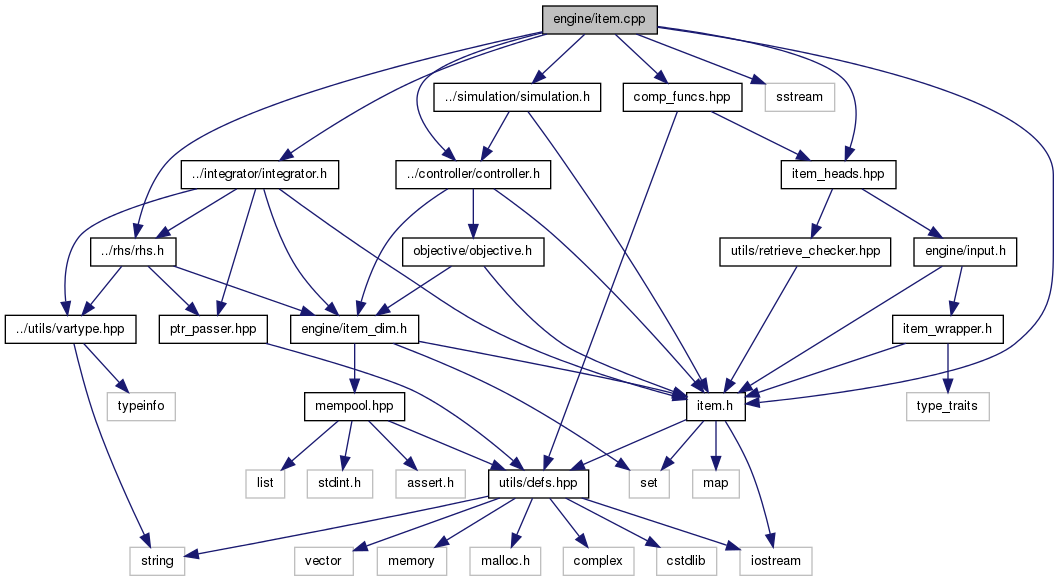 engine/item.cpp
../simulation/simulation.h
comp_funcs.hpp
sstream
../integrator/integrator.h
../controller/controller.h
item_heads.hpp
../rhs/rhs.h
objective/objective.h
utils/retrieve_checker.hpp
engine/input.h
../utils/vartype.hpp
ptr_passer.hpp
engine/item_dim.h
item_wrapper.h
typeinfo
mempool.hpp
item.h
type_traits
list
stdint.h
assert.h
utils/defs.hpp
set
map
string
vector
memory
malloc.h
complex
cstdlib
iostream